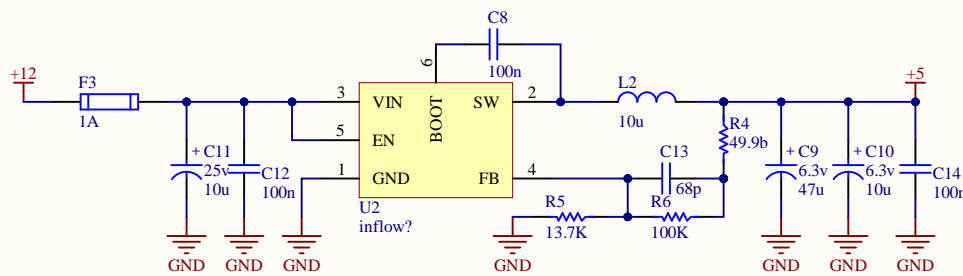 C8
100n
+12
F3
1A
6
3
VIN
BOOT
SW
2
L2
10u
+5
5
EN
1
GND
FB
4
U2
inflow?
C11
25v
10u
C12
100n
R4
49.9b
C13
68p
R5
13.7K
R6
100K
C9
6.3v
47u
C10
6.3v
10u
C14
100n
+
+
+
GND
GND
GND
GND
GND
GND
GND